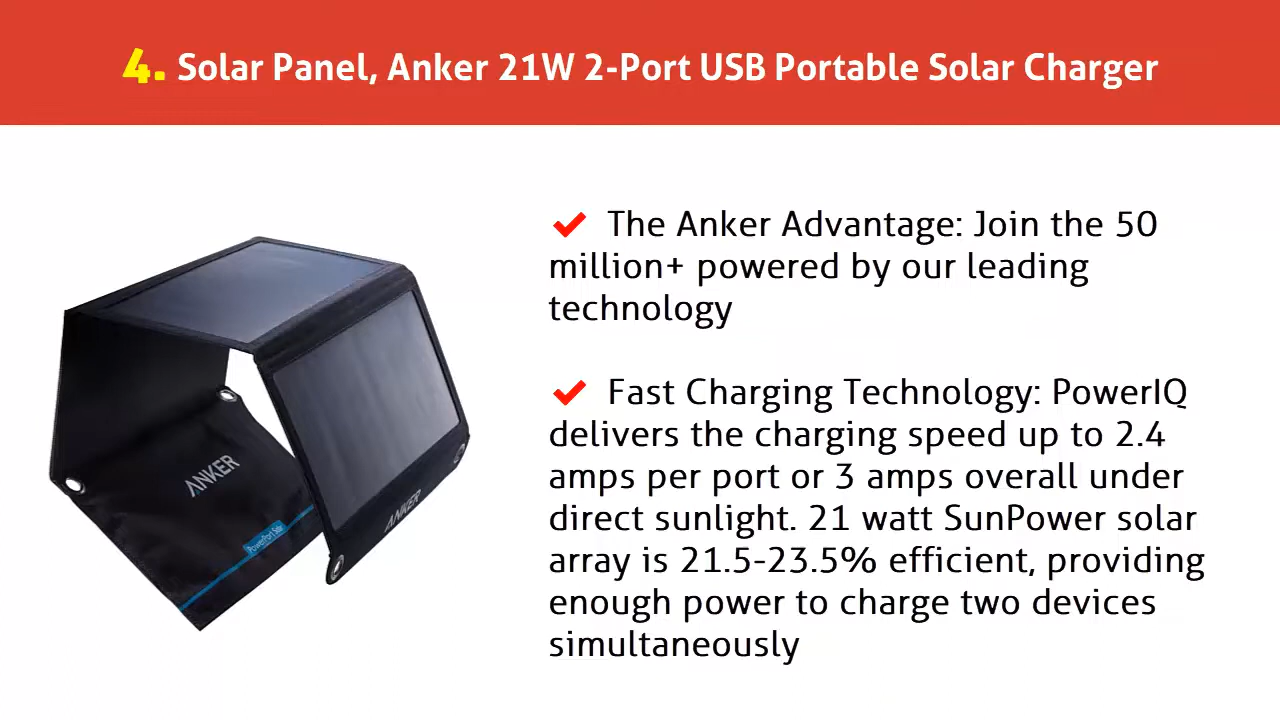 4. Solar Panel, Anker 21W 2-Port USB Portable Solar Charger
The Anker Advantage: Join the 50
million+ powered by our leading
technology
Fast Charging Technology: PowerIQ
delivers the charging speed up to 2.4
amps per port or 3 amps overall under
direct sunlight. 21 watt SunPower solar
array is 21.5-23.5% efficient, providing
enough power to charge two devices
simultaneously
ANKER
PowerPort Solar
ANKER